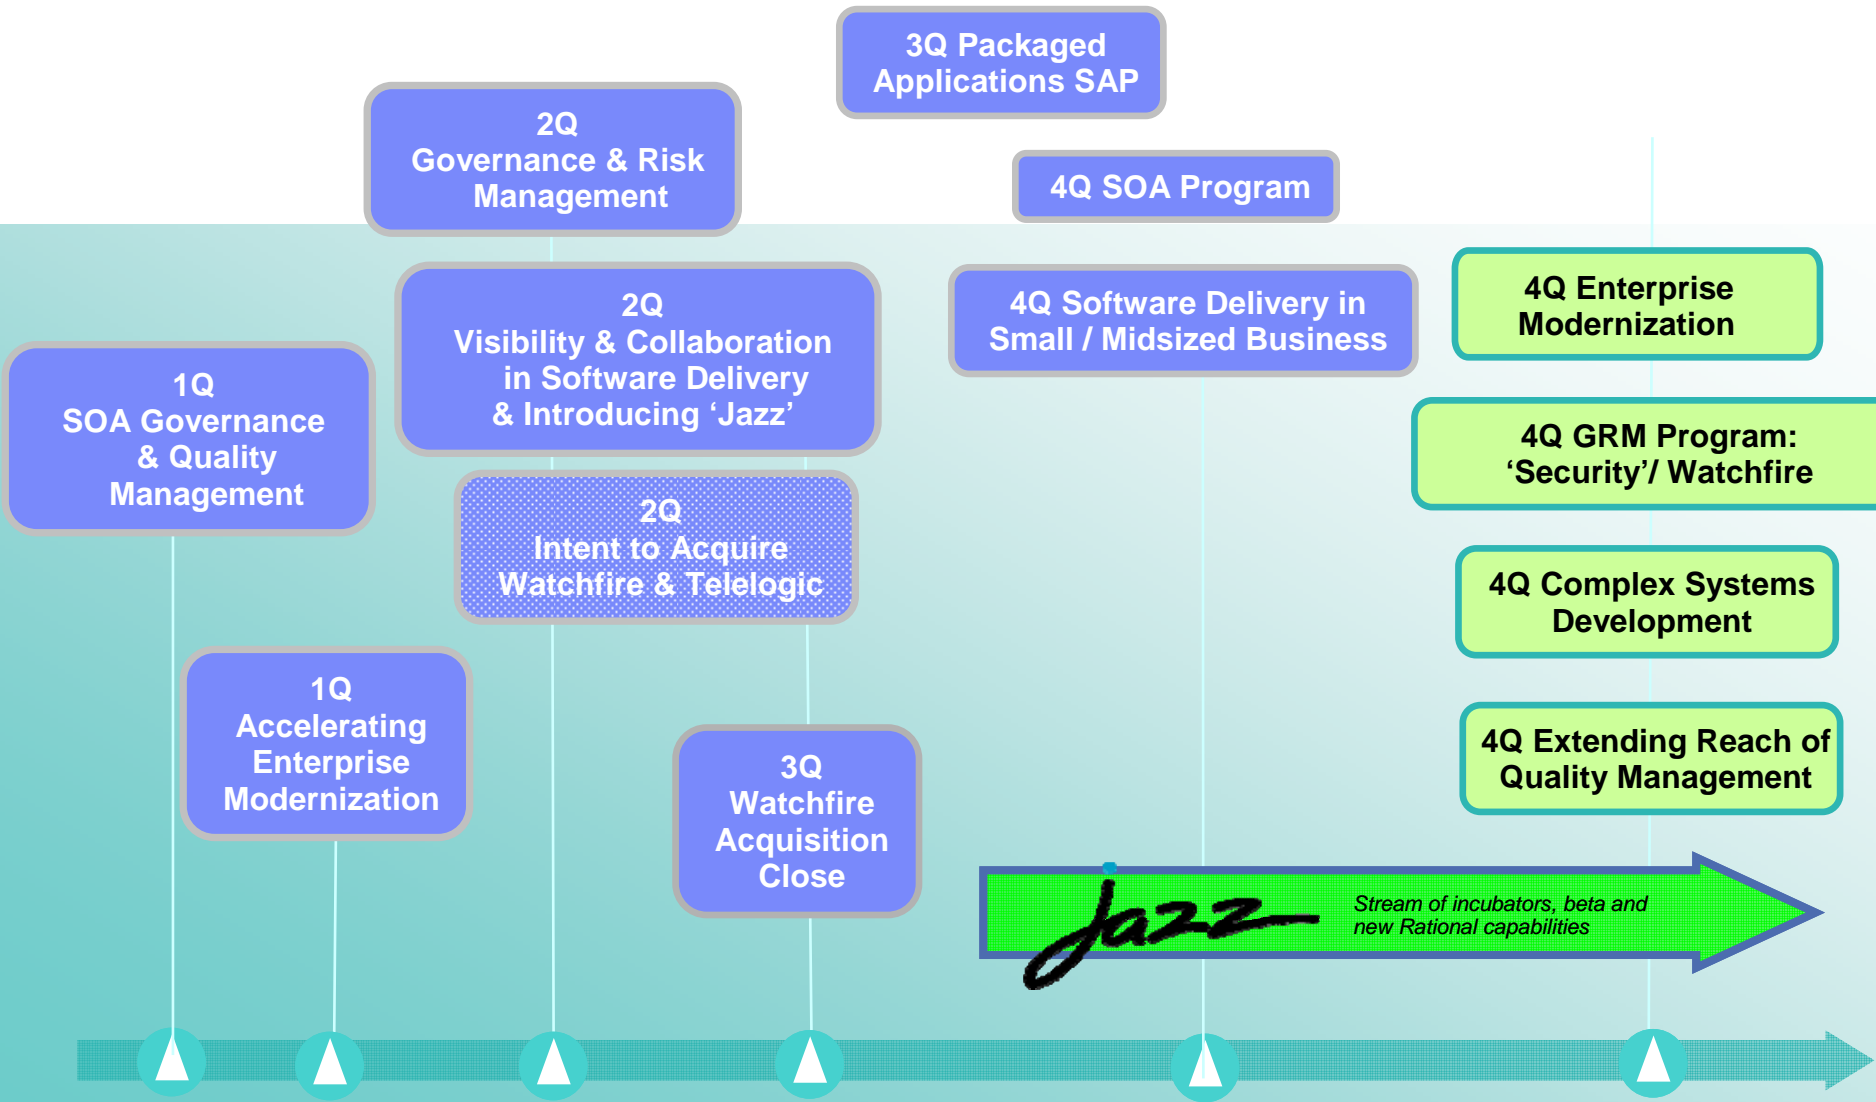 3Q Packaged
Applications SAP
2Q
Governance & Risk
Management
4Q SOA Program
2Q
Visibility & Collaboration
in Software Delivery
& Introducing ‘Jazz’
4Q Software Delivery in
Small / Midsized Business
4Q Enterprise
Modernization
1Q
SOA Governance
& Quality
Management
4Q GRM Program:
‘Security’/ Watchfire
2Q
Intent to Acquire
Watchfire & Telelogic
4Q Complex Systems
Development
1Q
Accelerating
Enterprise
Modernization
3Q
Watchfire
Acquisition
Close
4Q Extending Reach of
Quality Management
jazz
Stream of incubators, beta and
new Rational capabilities